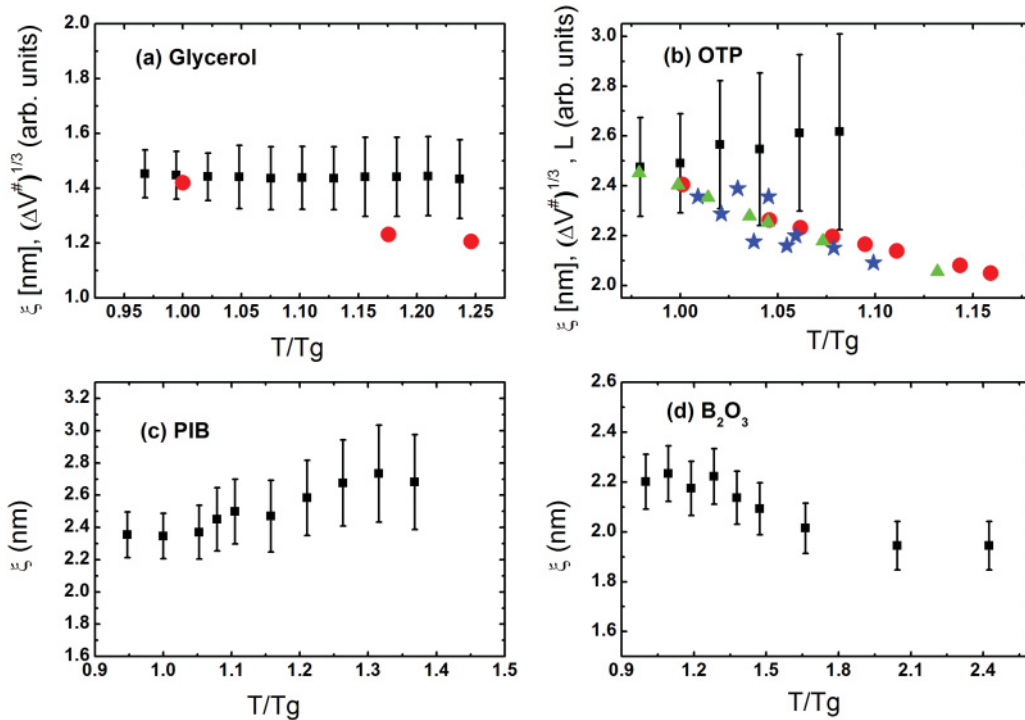 (a) Glycerol
ξ [nm], (ΔV^#)^1/3 (arb. units)
2.0
1.8
1.6
1.4
1.2
1.0
0.95 1.00 1.05 1.10 1.15 1.20 1.25
T/Tg
(b) OTP
ξ [nm], (ΔV^#)^1/3 , L (arb. units)
3.0
2.8
2.6
2.4
2.2
2.0
1.00 1.05 1.10 1.15
T/Tg
(c) PIB
ξ (nm)
3.2
3.0
2.8
2.6
2.4
2.2
2.0
1.8
1.6
0.9 1.0 1.1 1.2 1.3 1.4 1.5
T/Tg
(d) B₂O₃
ξ (nm)
2.6
2.4
2.2
2.0
1.8
1.6
0.9 1.2 1.5 1.8 2.1 2.4
T/Tg